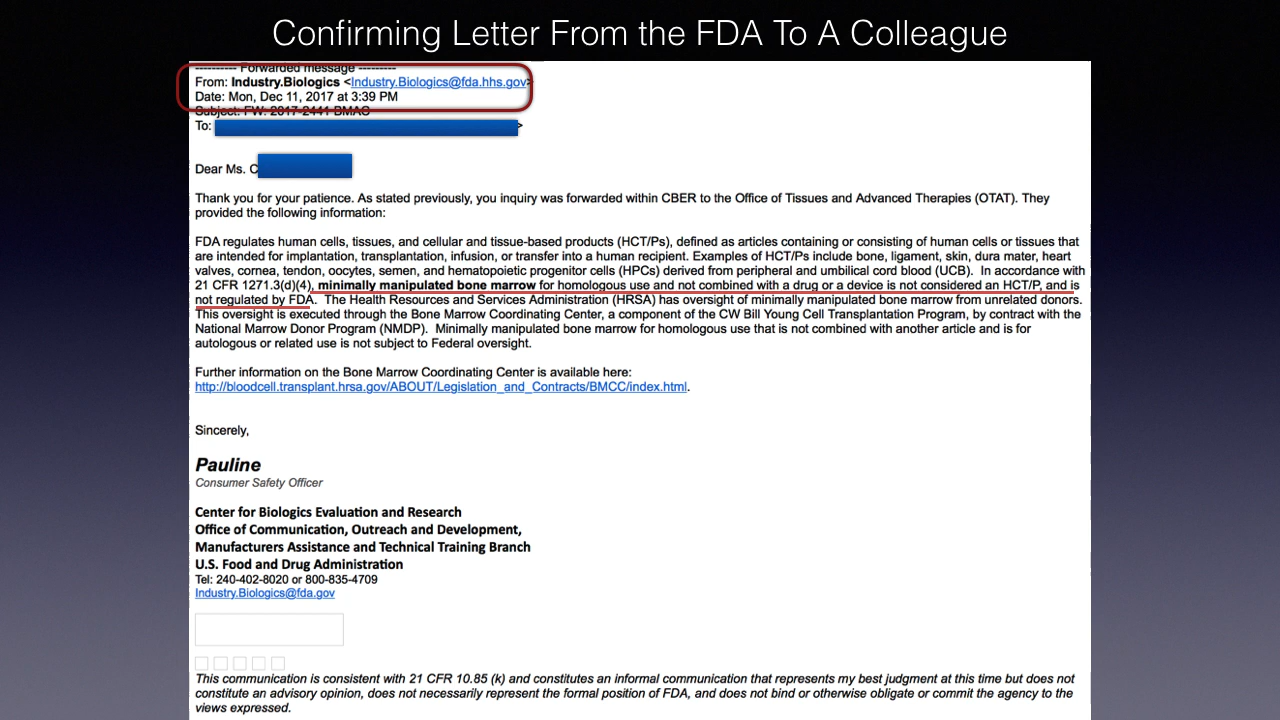 Confirming Letter From the FDA To A Colleague
---------- Forwarded message ---------
From: Industry.Biologics <Industry.Biologics@fda.hhs.gov>
Date: Mon, Dec 11, 2017 at 3:39 PM
Subject: FW: 2017-2441 BMAC
To: >
Dear Ms. C
Thank you for your patience. As stated previously, you inquiry was forwarded within CBER to the Office of Tissues and Advanced Therapies (OTAT). They
provided the following information:
FDA regulates human cells, tissues, and cellular and tissue-based products (HCT/Ps), defined as articles containing or consisting of human cells or tissues that
are intended for implantation, transplantation, infusion, or transfer into a human recipient. Examples of HCT/Ps include bone, ligament, skin, dura mater, heart
valves, cornea, tendon, oocytes, semen, and hematopoietic progenitor cells (HPCs) derived from peripheral and umbilical cord blood (UCB). In accordance with
21 CFR 1271.3(d)(4), minimally manipulated bone marrow for homologous use and not combined with a drug or a device is not considered an HCT/P, and is
not regulated by FDA. The Health Resources and Services Administration (HRSA) has oversight of minimally manipulated bone marrow from unrelated donors.
This oversight is executed through the Bone Marrow Coordinating Center, a component of the CW Bill Young Cell Transplantation Program, by contract with the
National Marrow Donor Program (NMDP). Minimally manipulated bone marrow for homologous use that is not combined with another article and is for
autologous or related use is not subject to Federal oversight.
Further information on the Bone Marrow Coordinating Center is available here:
http://bloodcell.transplant.hrsa.gov/ABOUT/Legislation_and_Contracts/BMCC/index.html.
Sincerely,
Pauline
Consumer Safety Officer
Center for Biologics Evaluation and Research
Office of Communication, Outreach and Development,
Manufacturers Assistance and Technical Training Branch
U.S. Food and Drug Administration
Tel: 240-402-8020 or 800-835-4709
Industry.Biologics@fda.gov
This communication is consistent with 21 CFR 10.85 (k) and constitutes an informal communication that represents my best judgment at this time but does not
constitute an advisory opinion, does not necessarily represent the formal position of FDA, and does not bind or otherwise obligate or commit the agency to the
views expressed.